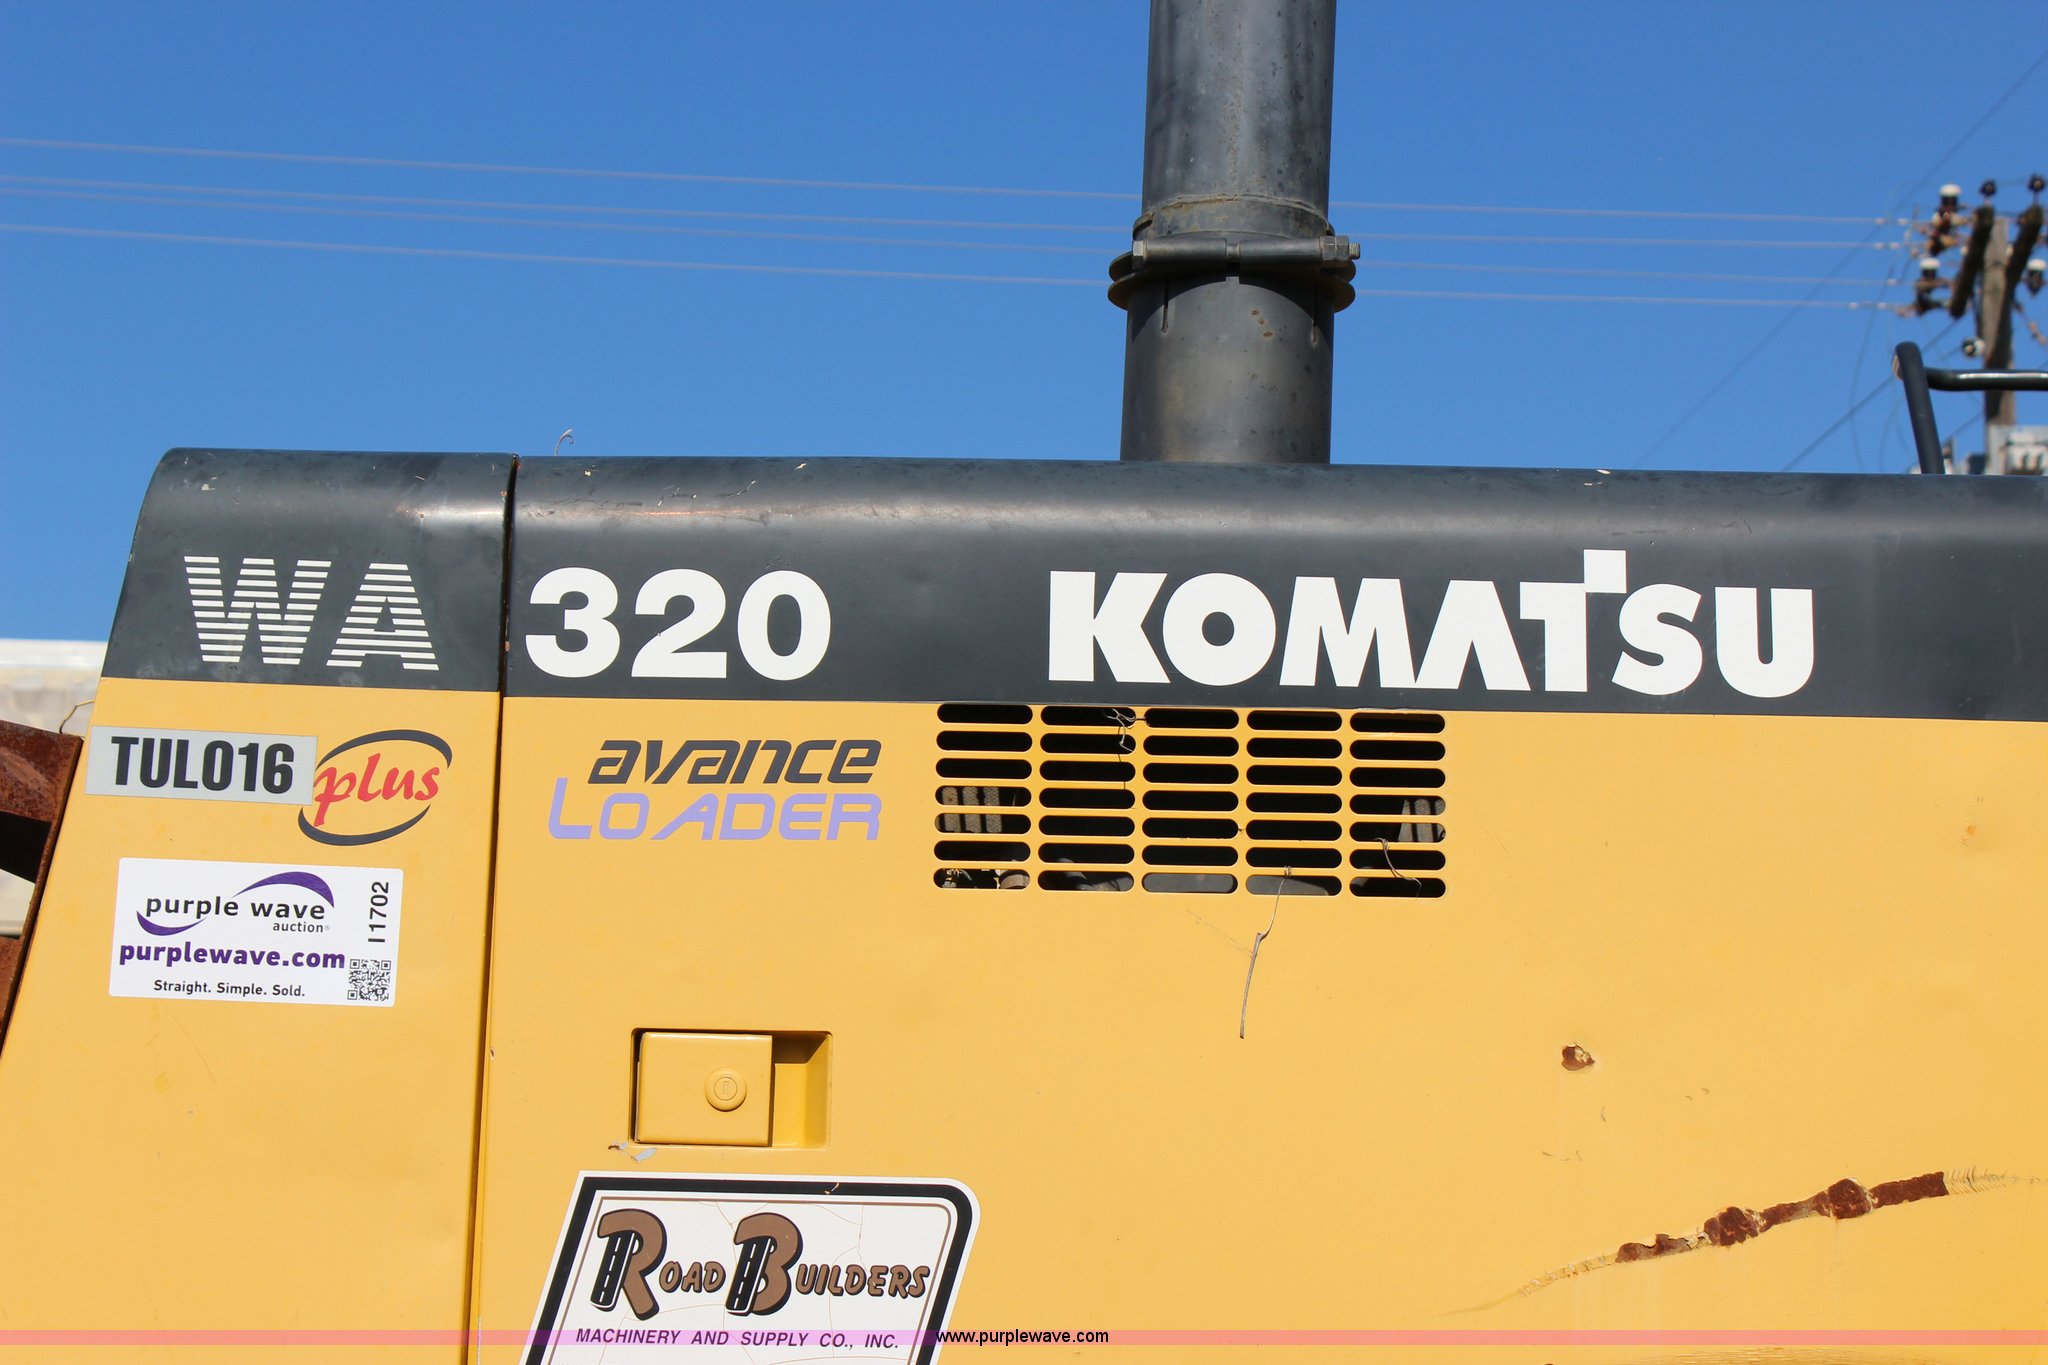 WA 320 KOMATSU
TUL016
plus
avance
LOADER
purple wave
auction®
purplewave.com
Straight. Simple. Sold.
I1702
ROAD BUILDERS
MACHINERY AND SUPPLY CO., INC.
www.purplewave.com